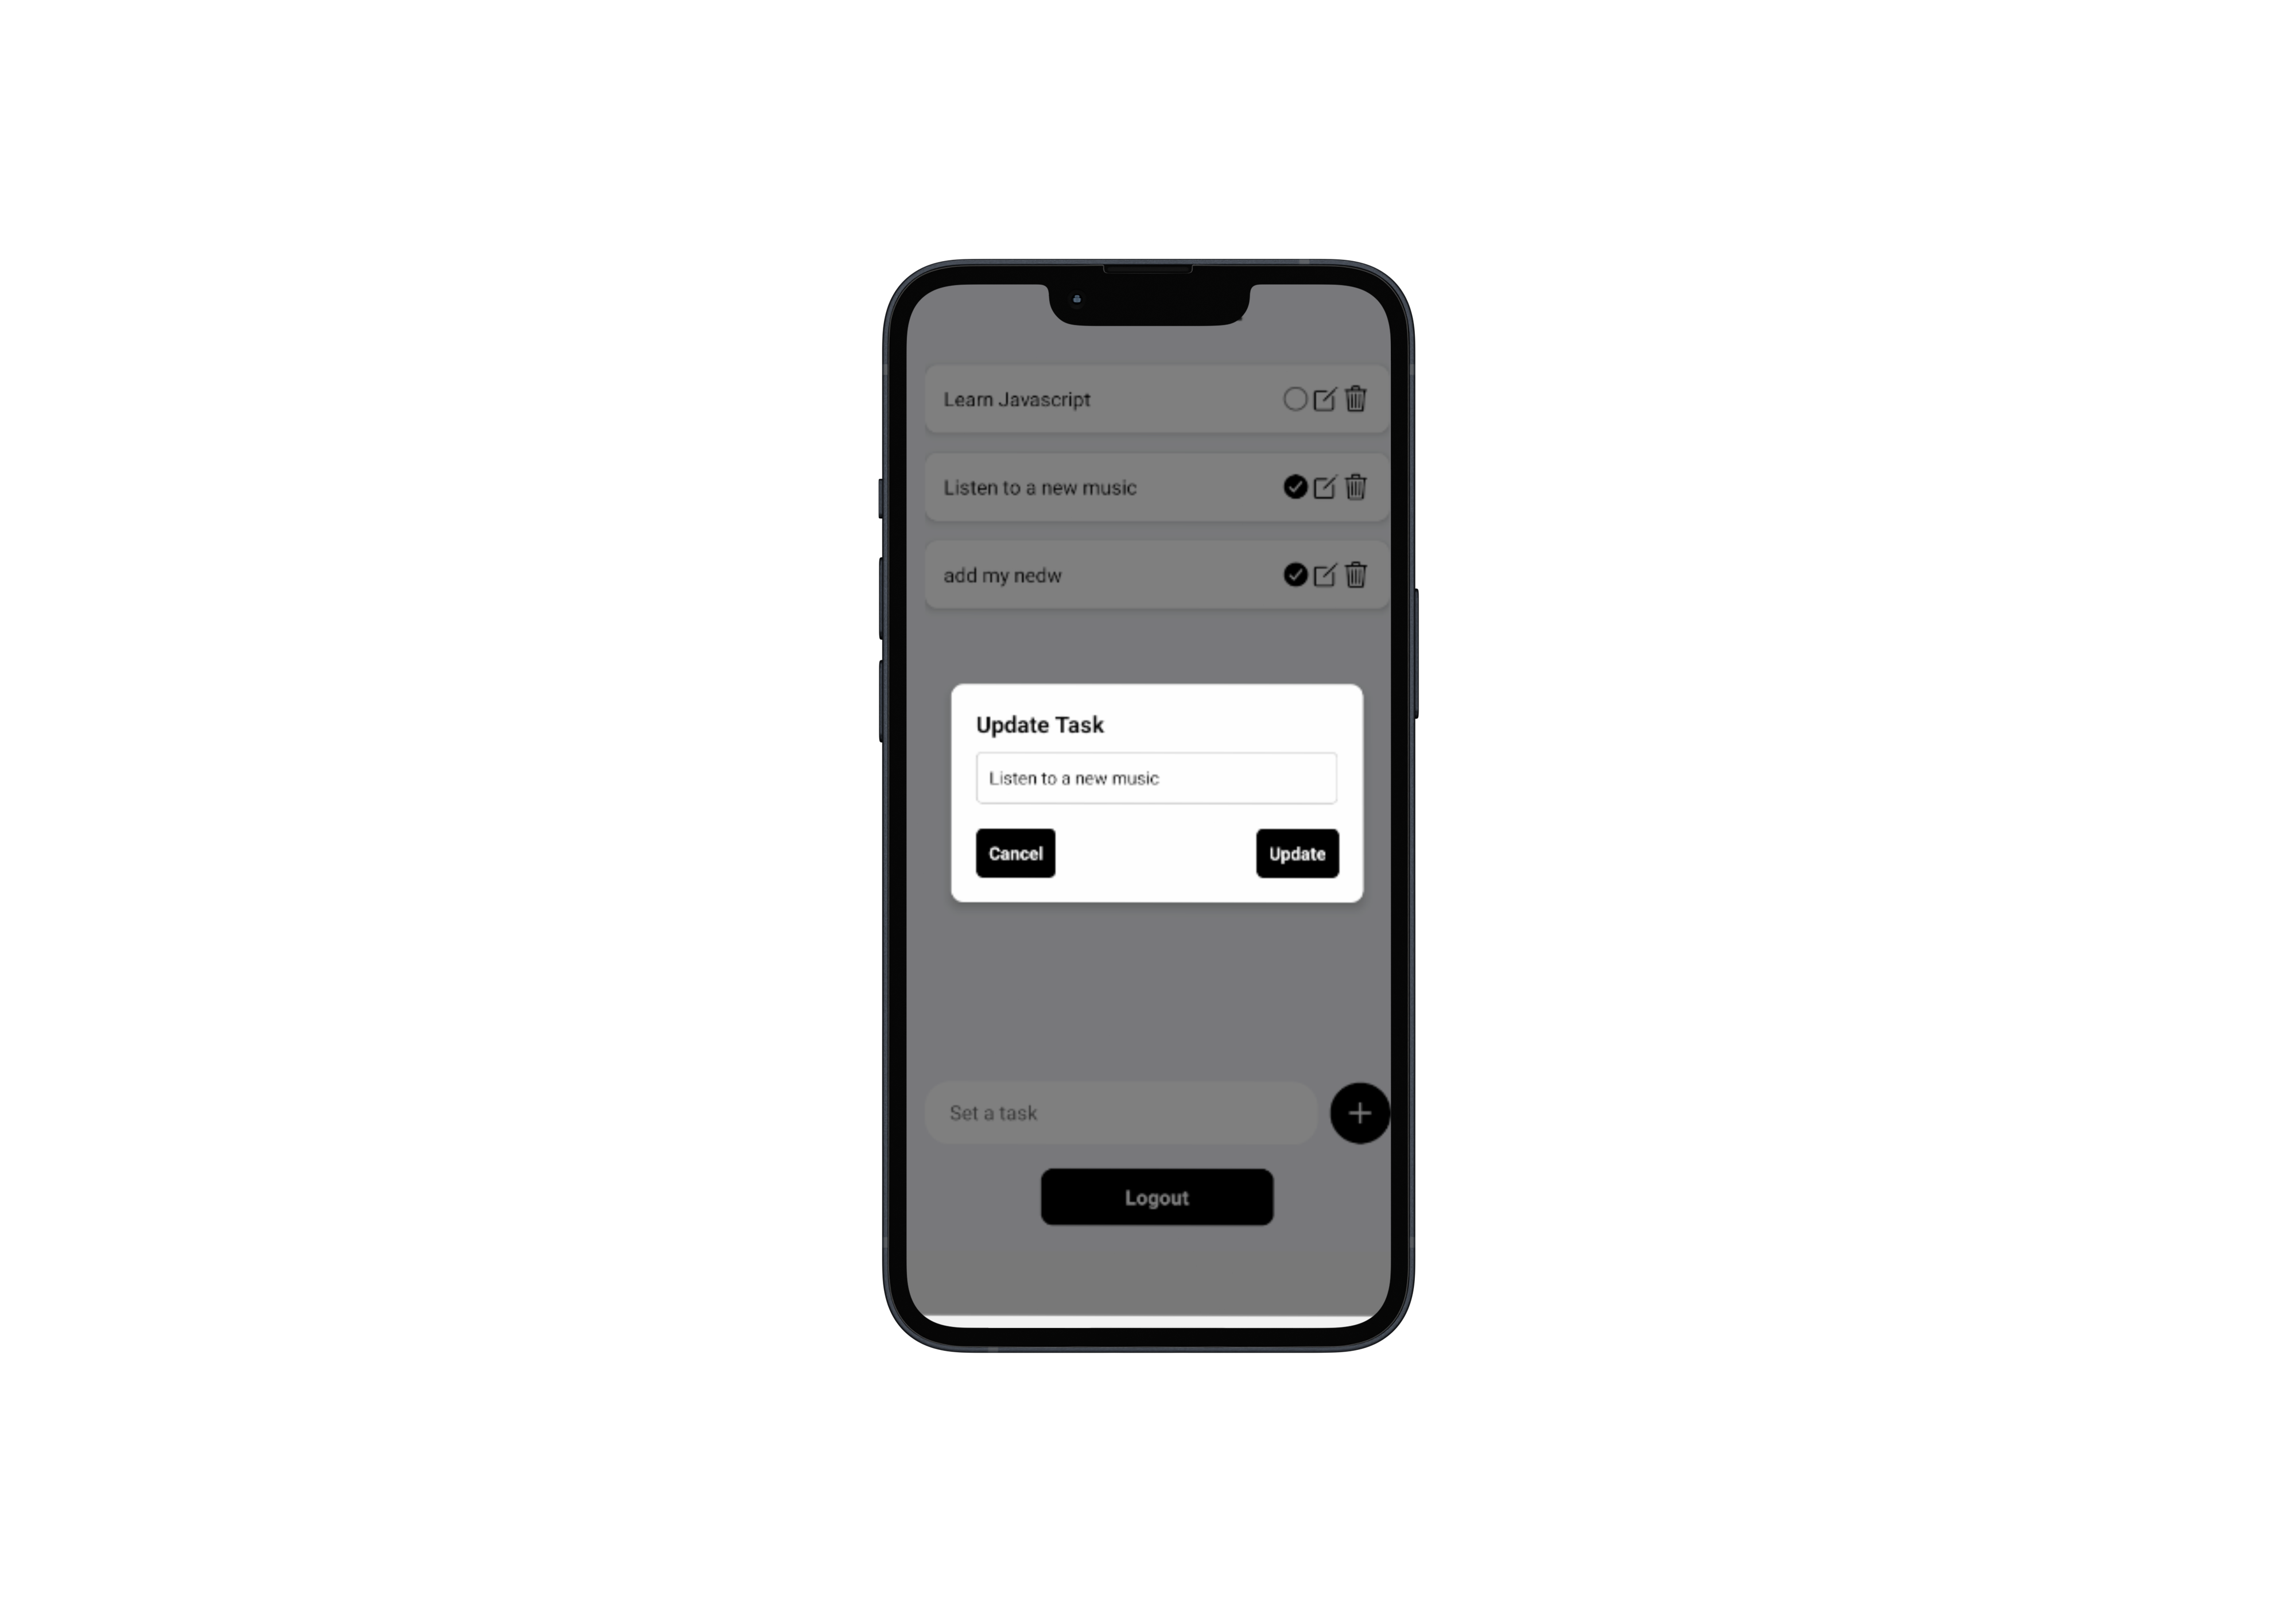 Learn Javascript
Listen to a new music
add my nedw
Update Task
Listen to a new music
Cancel
Update
Set a task
Logout